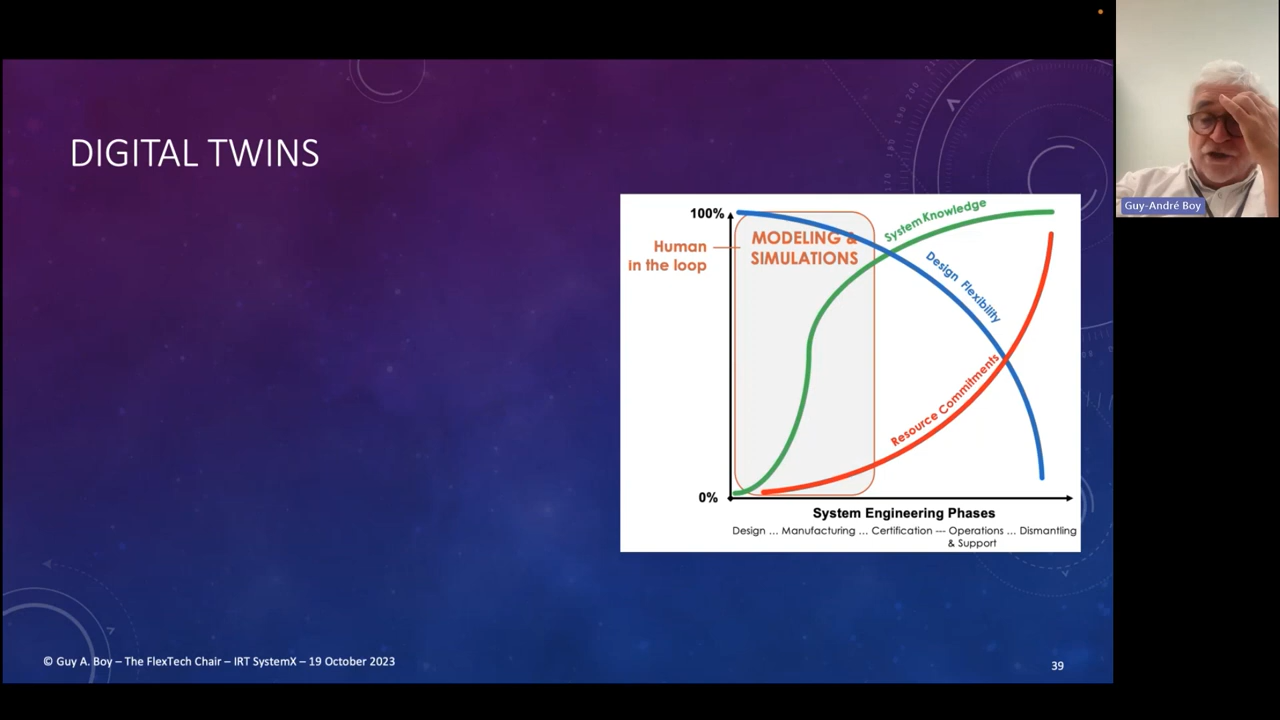 DIGITAL TWINS
100%
Human
in the loop
MODELING &
SIMULATIONS
System Knowledge
Design Flexibility
Resource Commitments
0%
System Engineering Phases
Design ... Manufacturing ... Certification --- Operations ... Dismantling
& Support
© Guy A. Boy – The FlexTech Chair – IRT SystemX – 19 October 2023
39
Guy-André Boy